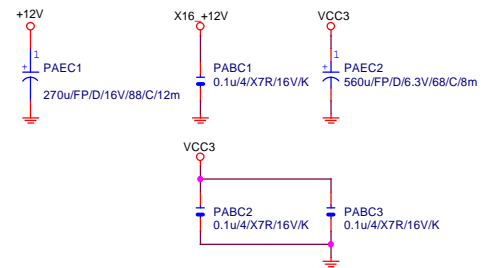 +12V
X16_+12V
VCC3
1
+
PAEC1
270u/FP/D/16V/88/C/12m
PABC1
0.1u/4/X7R/16V/K
1
+
PAEC2
560u/FP/D/6.3V/68/C/8m
VCC3
PABC2
0.1u/4/X7R/16V/K
PABC3
0.1u/4/X7R/16V/K